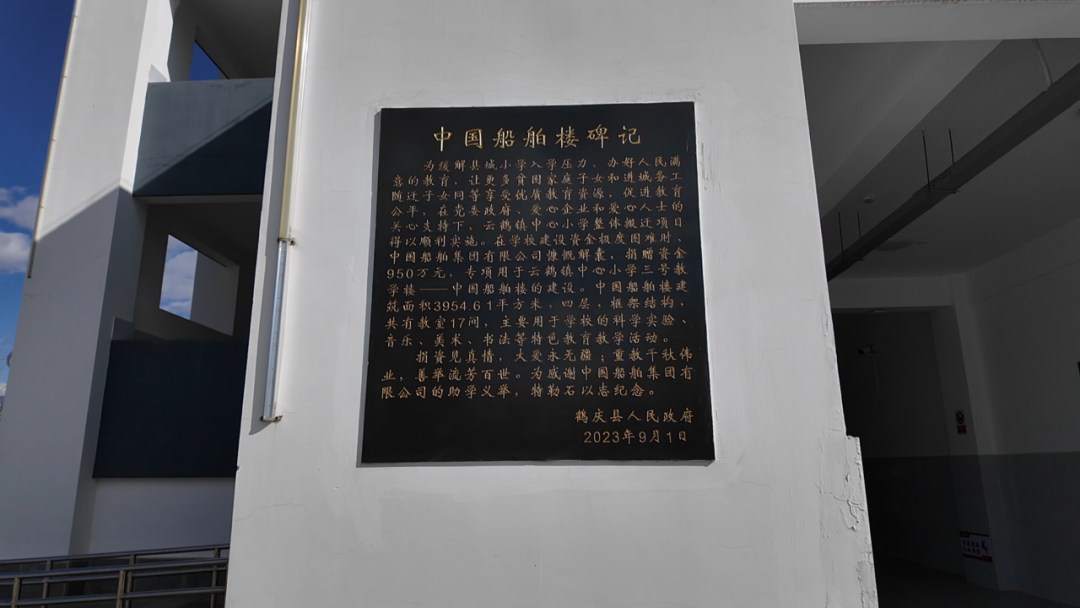 中国船舶楼碑记
为缓解县城小学入学压力，办好人民满
意的教育，让更多贫困家庭子女和进城务工
随迁子女同等享受优质教育资源，促进教育
公平，在党委政府、爱心企业和爱心人士的
关心支持下，云鹤镇中心小学整体搬迁项目
得以顺利实施。在学校建设资金极度困难时，
中国船舶集团有限公司慷慨解囊，捐赠资金
950万元，专项用于云鹤镇中心小学三号教
学楼——中国船舶楼的建设。中国船舶楼建
筑面积3954.61平方米，四层，框架结构，
共有教室17间，主要用于学校的科学实验、
音乐、美术、书法等特色教育教学活动。
捐资见真情，大爱永无疆；重教千秋伟
业，善举流芳百世。为感谢中国船舶集团有
限公司的助学义举，特勒石以志纪念。
鹤庆县人民政府
2023年9月1日